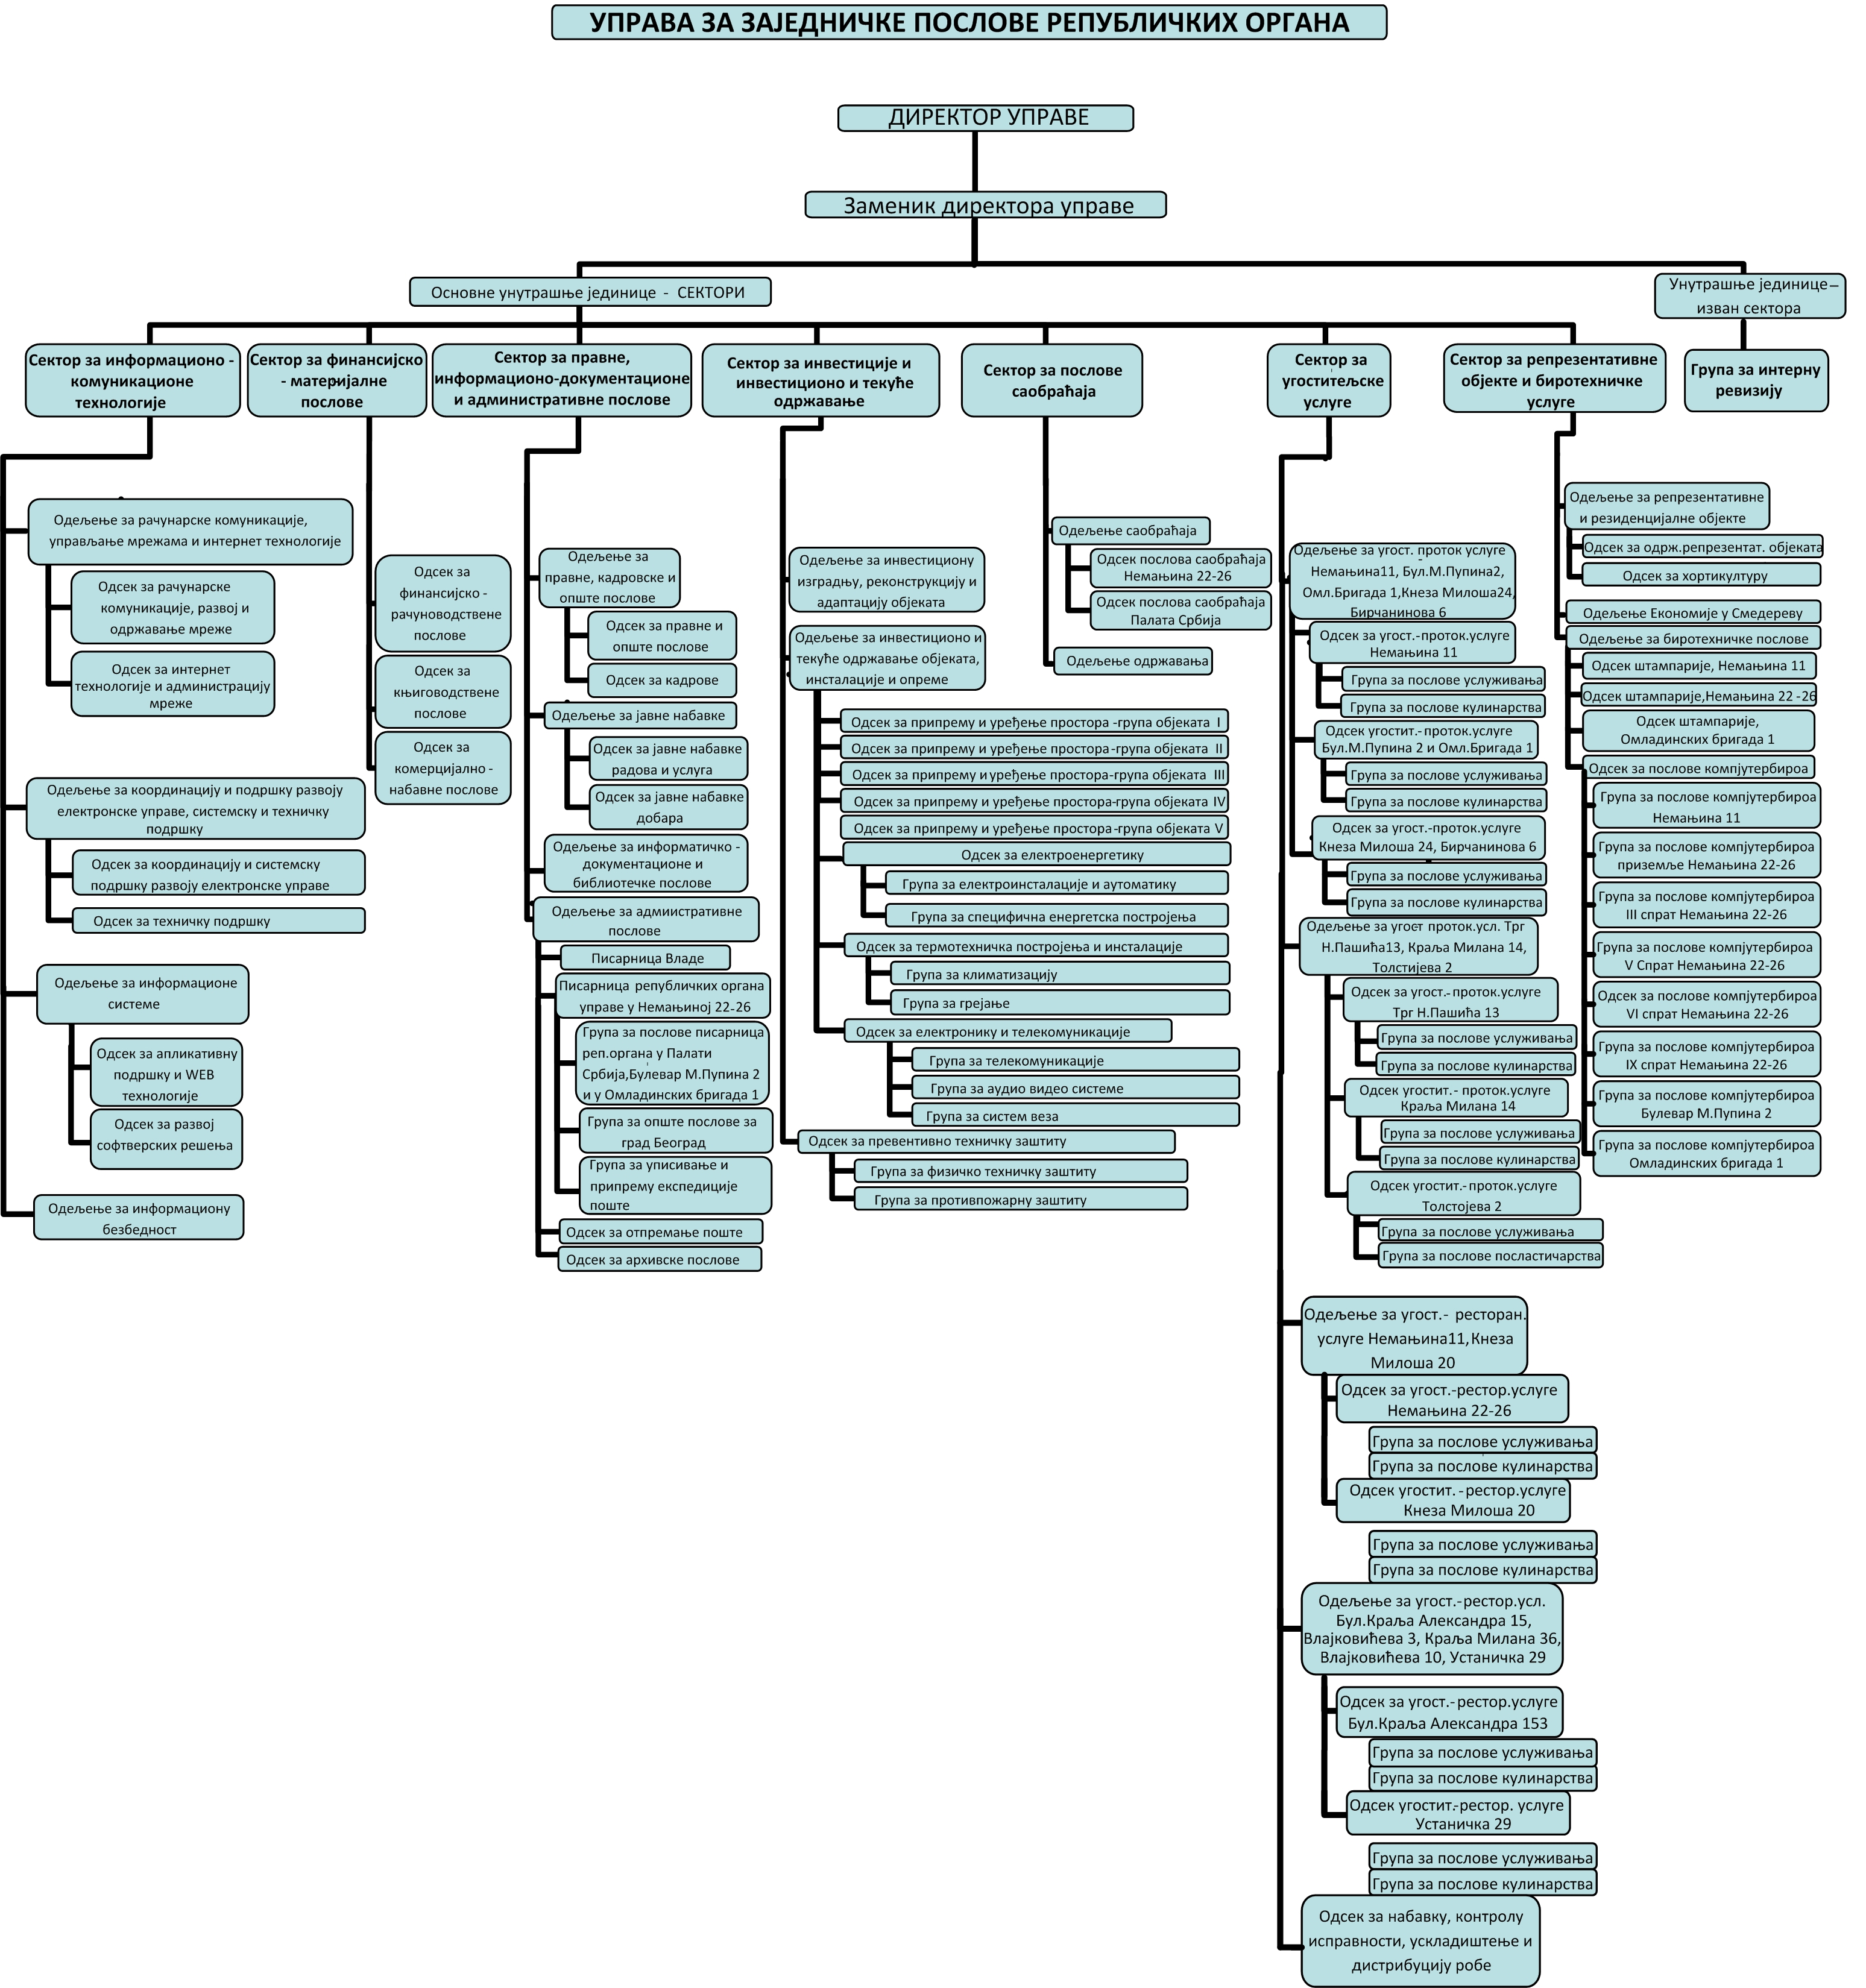 УПРАВА ЗА ЗАЈЕДНИЧКЕ ПОСЛОВЕ РЕПУБЛИЧКИХ ОРГАНА
ДИРЕКТОР УПРАВЕ
Заменик директора управе
Основне унутрашње јединице - СЕКТОРИ
Унутрашње јединице–
изван сектора
Сектор за информационо -
комуникационе
технологије
Сектор за финансијско
- материјалне
послове
Сектор за правне,
информационо-документационе
и административне послове
Сектор за инвестиције и
инвестиционо и текуће
одржавање
Сектор за послове
саобраћаја
Сектор за
угоститељске
услуге
Сектор за репрезентативне
објекте и биротехничке
услуге
Група за интерну
ревизију
Одељење за рачунарске комуникације,
управљање мрежама и интернет технологије
Одсек за рачунарске
комуникације, развој и
одржавање мреже
Одсек за интернет
технологије и администрацију
мреже
Одељење за координацију и подршку развоју
електронске управе, системску и техничку
подршку
Одсек за координацију и системску
подршку развоју електронске управе
Одсек за техничку подршку
Одељење за информационе
системе
Одсек за апликативну
подршку и WEB
технологије
Одсек за развој
софтверских решења
Одељење за информациону
безбедност
Одсек за
финансијско -
рачуноводствене
послове
Одсек за
књиговодствене
послове
Одсек за
комерцијално -
набавне послове
Одељење за
правне, кадровске и
опште послове
Одсек за правне и
опште послове
Одсек за кадрове
Одељење за јавне набавке
Одсек за јавне набавке
радова и услуга
Одсек за јавне набавке
добара
Одељење за информатичко -
документационе и
библиотечке послове
Одељење за адмиистративне
послове
Писарница Владе
Писарница републичких органа
управе у Немањиној 22-26
Група за послове писарница
реп.органа у Палати
Србија,Булевар М.Пупина 2
и у Омладинских бригада 1
Група за опште послове за
град Београд
Група за уписивање и
припрему експедиције
поште
Одсек за отпремање поште
Одсек за архивске послове
Одељење за инвестициону
изградњу, реконструкцију и
адаптацију објеката
Одељење за инвестиционо и
текуће одржавање објеката,
инсталације и опреме
Одсек за припрему и уређење простора -група објеката I
Одсек за припрему и уређење простора-група објеката II
Одсек за припрему и уређење простора-група објеката III
Одсек за припрему и уређење простора-група објеката IV
Одсек за припрему и уређење простора-група објеката V
Одсек за електроенергетику
Група за електроинсталације и аутоматику
Група за специфична енергетска постројења
Одсек за термотехничка постројења и инсталације
Група за климатизацију
Група за грејање
Одсек за електронику и телекомуникације
Група за телекомуникације
Група за аудио видео системе
Група за систем веза
Одсек за превентивно техничку заштиту
Група за физичко техничку заштиту
Група за противпожарну заштиту
Одељење саобраћаја
Одсек послова саобраћаја
Немањина 22-26
Одсек послова саобраћаја
Палата Србија
Одељење одржавања
Одељење за угост. проток услуге
- Немањина11, Бул.М.Пупина2,
Омл.Бригада 1,Кнеза Милоша24,
Бирчанинова 6
Одсек за угост.-проток.услуге
Немањина 11
Група за послове услуживања
Група за послове кулинарства
Одсек угостит.- проток.услуге
Бул.М.Пупина 2 и Омл.Бригада 1
Група за послове услуживања
Група за послове кулинарства
Одсек за угост.-проток.услуге
Кнеза Милоша 24, Бирчанинова 6
Група за послове услуживања
Група за послове кулинарства
Одељење за угоет проток.усл. Трг
Н.Пашића13, Краља Милана 14,
Толстијева 2
Одсек за угост.-проток.услуге
Трг Н.Пашића 13
Група за послове услуживања
Група за послове кулинарства
Одсек угостит.- проток.услуге
Краља Милана 14
Група за послове услуживања
Група за послове кулинарства
Одсек угостит.-проток.услуге
Толстојева 2
Група за послове услуживања
Група за послове посластичарства
Одељење за угост.- ресторан.
услуге Немањина11,Кнеза
Милоша 20
Одсек за угост.-рестор.услуге
Немањина 22-26
Група за послове услуживања
Група за послове кулинарства
Одсек угостит. -рестор.услуге
Кнеза Милоша 20
Група за послове услуживања
Група за послове кулинарства
Одељење за угост.-рестор.усл.
Бул.Краља Александра 15,
Влајковићева 3, Краља Милана 36,
Влајковићева 10, Устаничка 29
Одсек за угост.-рестор.услуге
Бул.Краља Александра 153
Група за послове услуживања
Група за послове кулинарства
Одсек угостит.-рестор. услуге
Устаничка 29
Група за послове услуживања
Група за послове кулинарства
Одсек за набавку, контролу
исправности, ускладиштење и
дистрибуцију робе
Одељење за репрезентативне
и резиденцијалне објекте
Одсек за одрж.репрезентат. објеката
Одсек за хортикултуру
Одељење Економије у Смедереву
Одељење за биротехничке послове
Одсек штампарије, Немањина 11
Одсек штампарије,Немањина 22 -26
Одсек штампарије,
Омладинских бригада 1
Одсек за послове компјутербироа
Група за послове компјутербироа
Немањина 11
Група за послове компјутербироа
приземље Немањина 22-26
Група за послове компјутербироа
III спрат Немањина 22-26
Група за послове компјутербироа
V Спрат Немањина 22-26
Одсек за послове компјутербироа
VI спрат Немањина 22-26
Група за послове компјутербироа
IX спрат Немањина 22-26
Група за послове компјутербироа
Булевар М.Пупина 2
Група за послове компјутербироа
Омладинских бригада 1